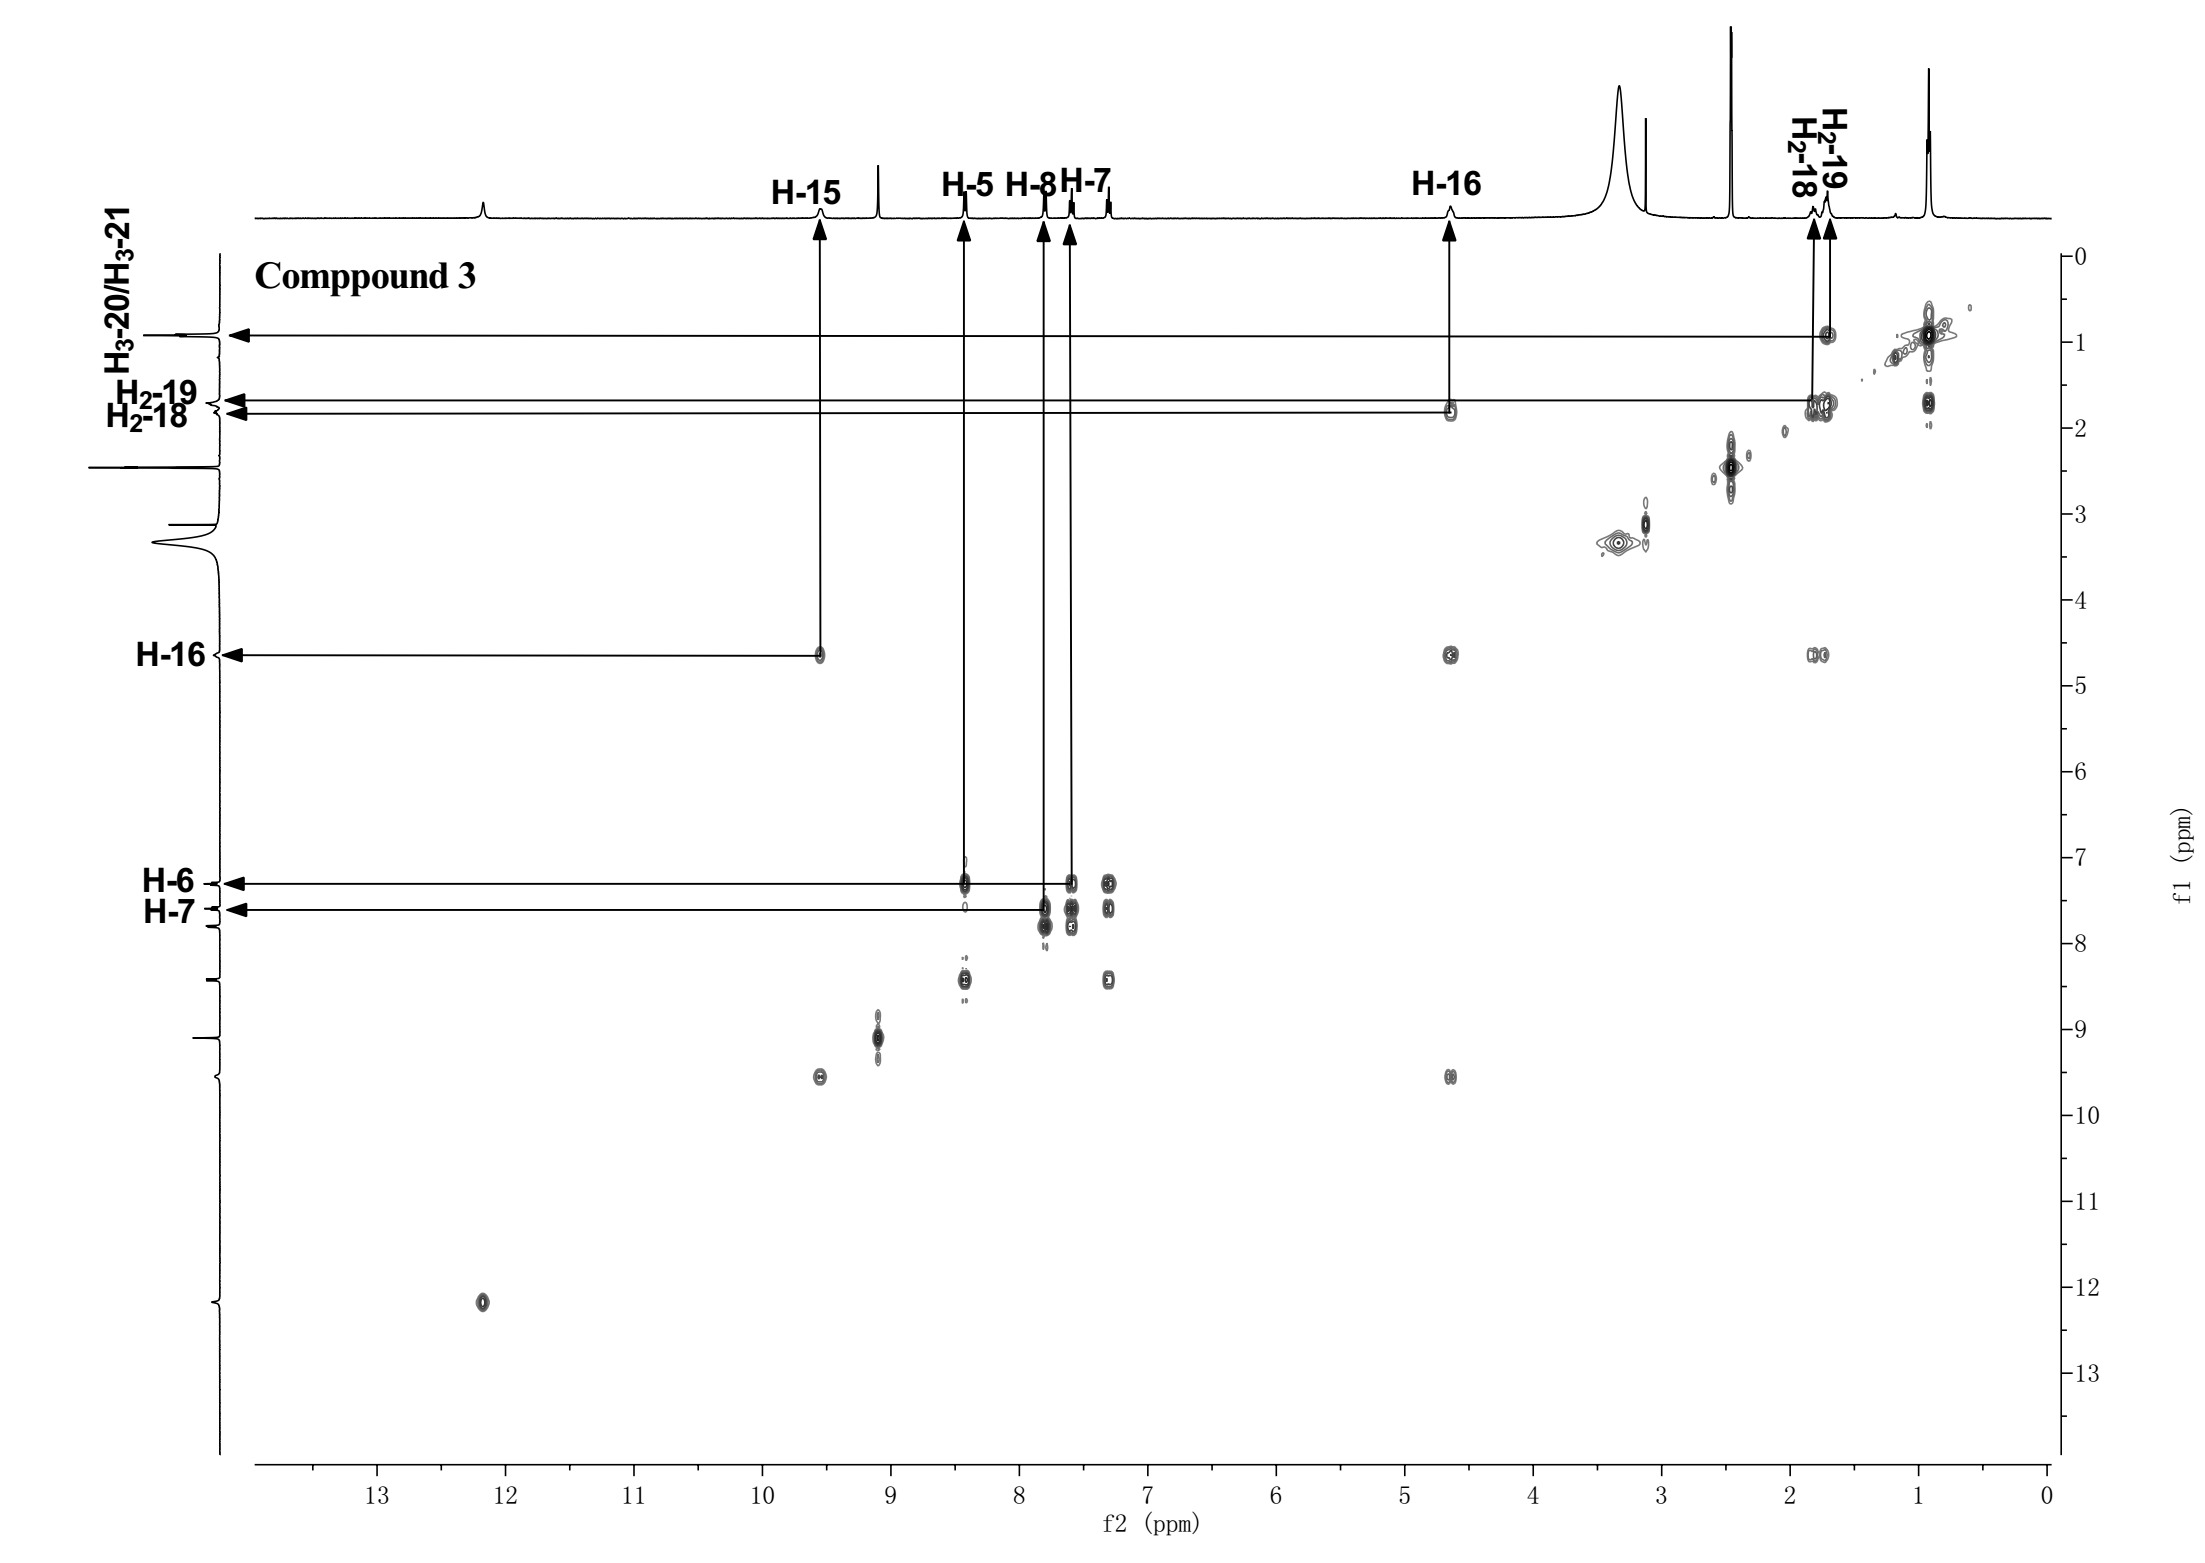 H-15
H-5
H-8
H-7
H-16
H₂-18
H₂-19
Comppound 3
H₃-20/H₃-21
H₂-19
H₂-18
H-16
H-6
H-7
0
1
2
3
4
5
6
7
8
9
10
11
12
13
f1 (ppm)
13 12 11 10 9 8 7 6 5 4 3 2 1 0
f2 (ppm)